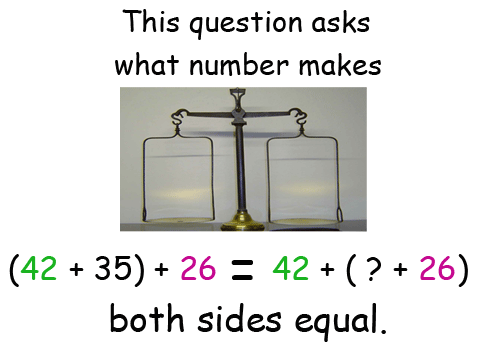 This question asks
what number makes
(42 + 35) + 26 = 42 + ( ? + 26)
both sides equal.